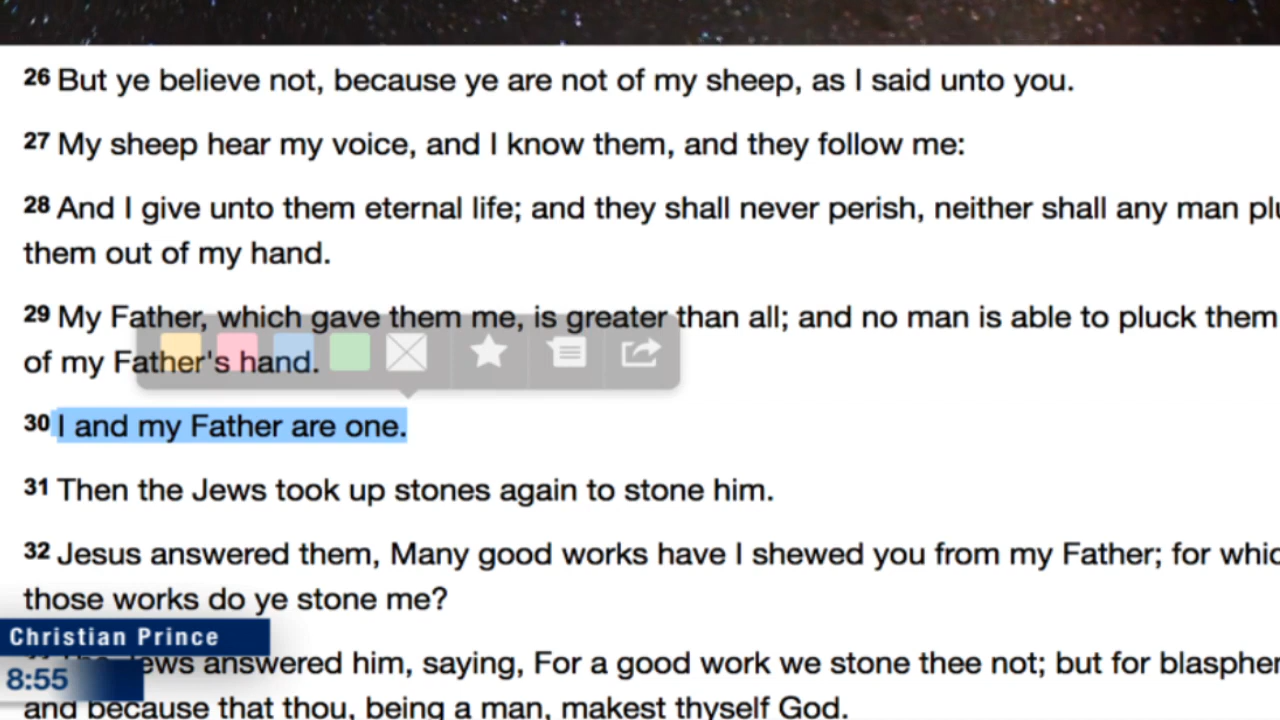 26 But ye believe not, because ye are not of my sheep, as I said unto you.
27 My sheep hear my voice, and I know them, and they follow me:
28 And I give unto them eternal life; and they shall never perish, neither shall any man
them out of my hand.
29 My Father, which gave them me, is greater than all; and no man is able to pluck them
of my Father's hand.
30 I and my Father are one.
31 Then the Jews took up stones again to stone him.
32 Jesus answered them, Many good works have I shewed you from my Father; for
those works do ye stone me?
Christian Prince
answered him, saying, For a good work we stone thee not; but for
8:55
and because that thou, being a man, makest thyself God.